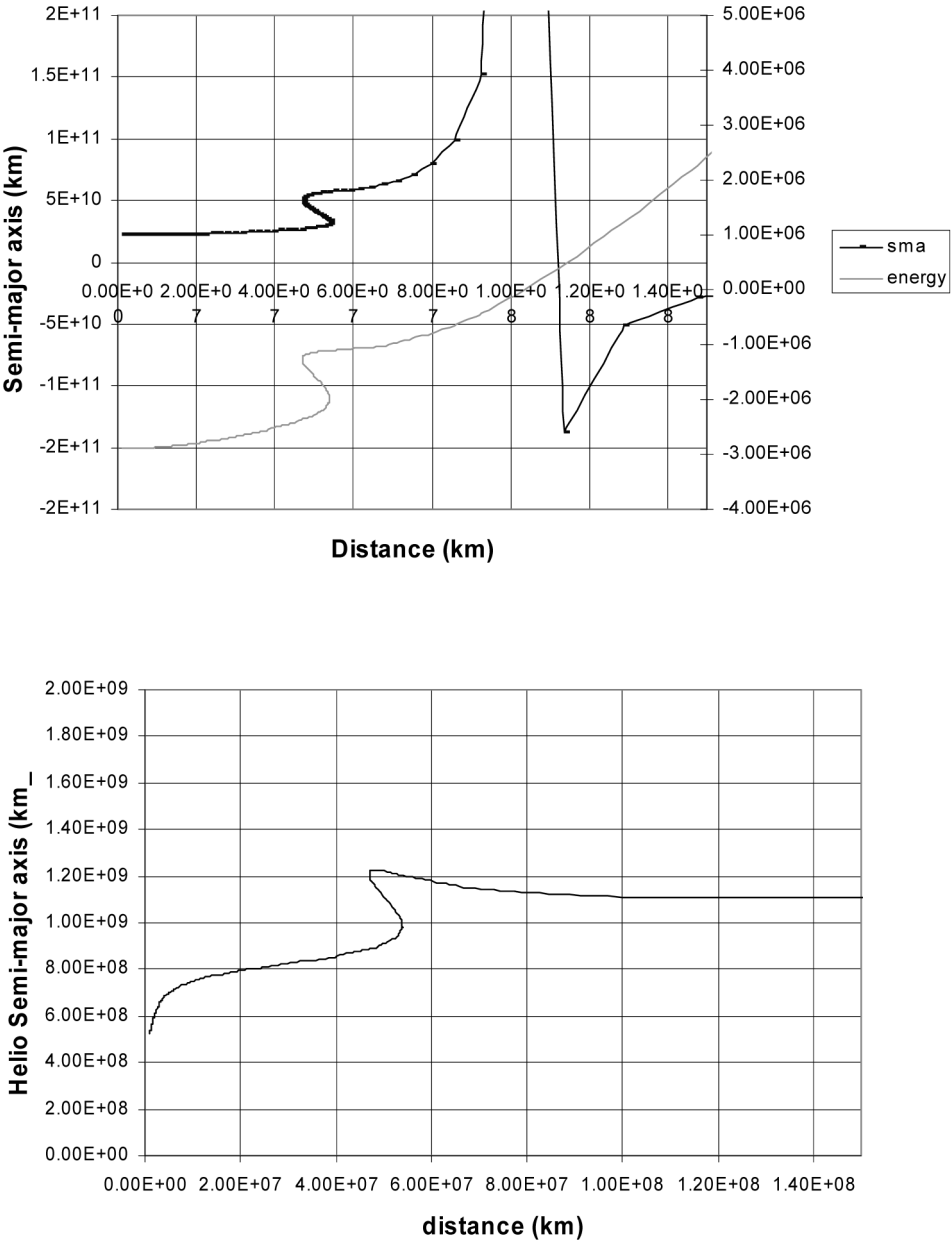 2E+11
1.5E+11
1E+11
5E+10
0
-5E+10
-1E+11
-2E+11
-2E+11
Semi-major axis (km)
0.00E+0 2.00E+0 4.00E+0 6.00E+0 8.00E+0 1.00E+0 1.20E+0 1.40E+0
0 7 7 7 7 8 8 8
5.00E+06
4.00E+06
3.00E+06
2.00E+06
1.00E+06
0.00E+00
-1.00E+06
-2.00E+06
-3.00E+06
-4.00E+06
sma
energy
Distance (km)
2.00E+09
1.80E+09
1.60E+09
1.40E+09
1.20E+09
1.00E+09
8.00E+08
6.00E+08
4.00E+08
2.00E+08
0.00E+00
Helio Semi-major axis (km_
0.00E+00 2.00E+07 4.00E+07 6.00E+07 8.00E+07 1.00E+08 1.20E+08 1.40E+08
distance (km)